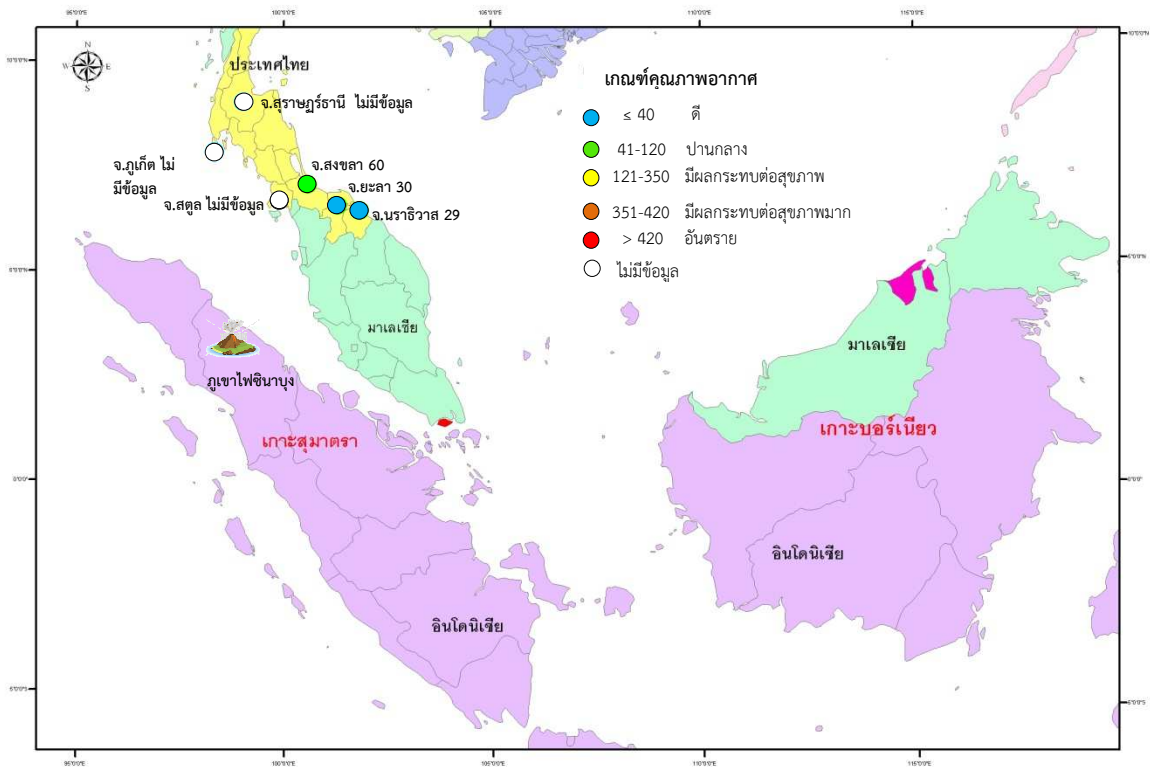 N
W E
S
ประเทศไทย
จ.สุราษฎร์ธานี ไม่มีข้อมูล
จ.ภูเก็ต ไม่
มีข้อมูล
จ.สงขลา 60
จ.ยะลา 30
จ.สตูล ไม่มีข้อมูล
จ.นราธิวาส 29
เกณฑ์คุณภาพอากาศ
≤ 40 ดี
41-120 ปานกลาง
121-350 มีผลกระทบต่อสุขภาพ
351-420 มีผลกระทบต่อสุขภาพมาก
> 420 อันตราย
ไม่มีข้อมูล
มาเลเซีย
มาเลเซีย
ภูเขาไฟซินาบุง
เกาะสุมาตรา
เกาะบอร์เนียว
อินโดนิเซีย
อินโดนิเซีย